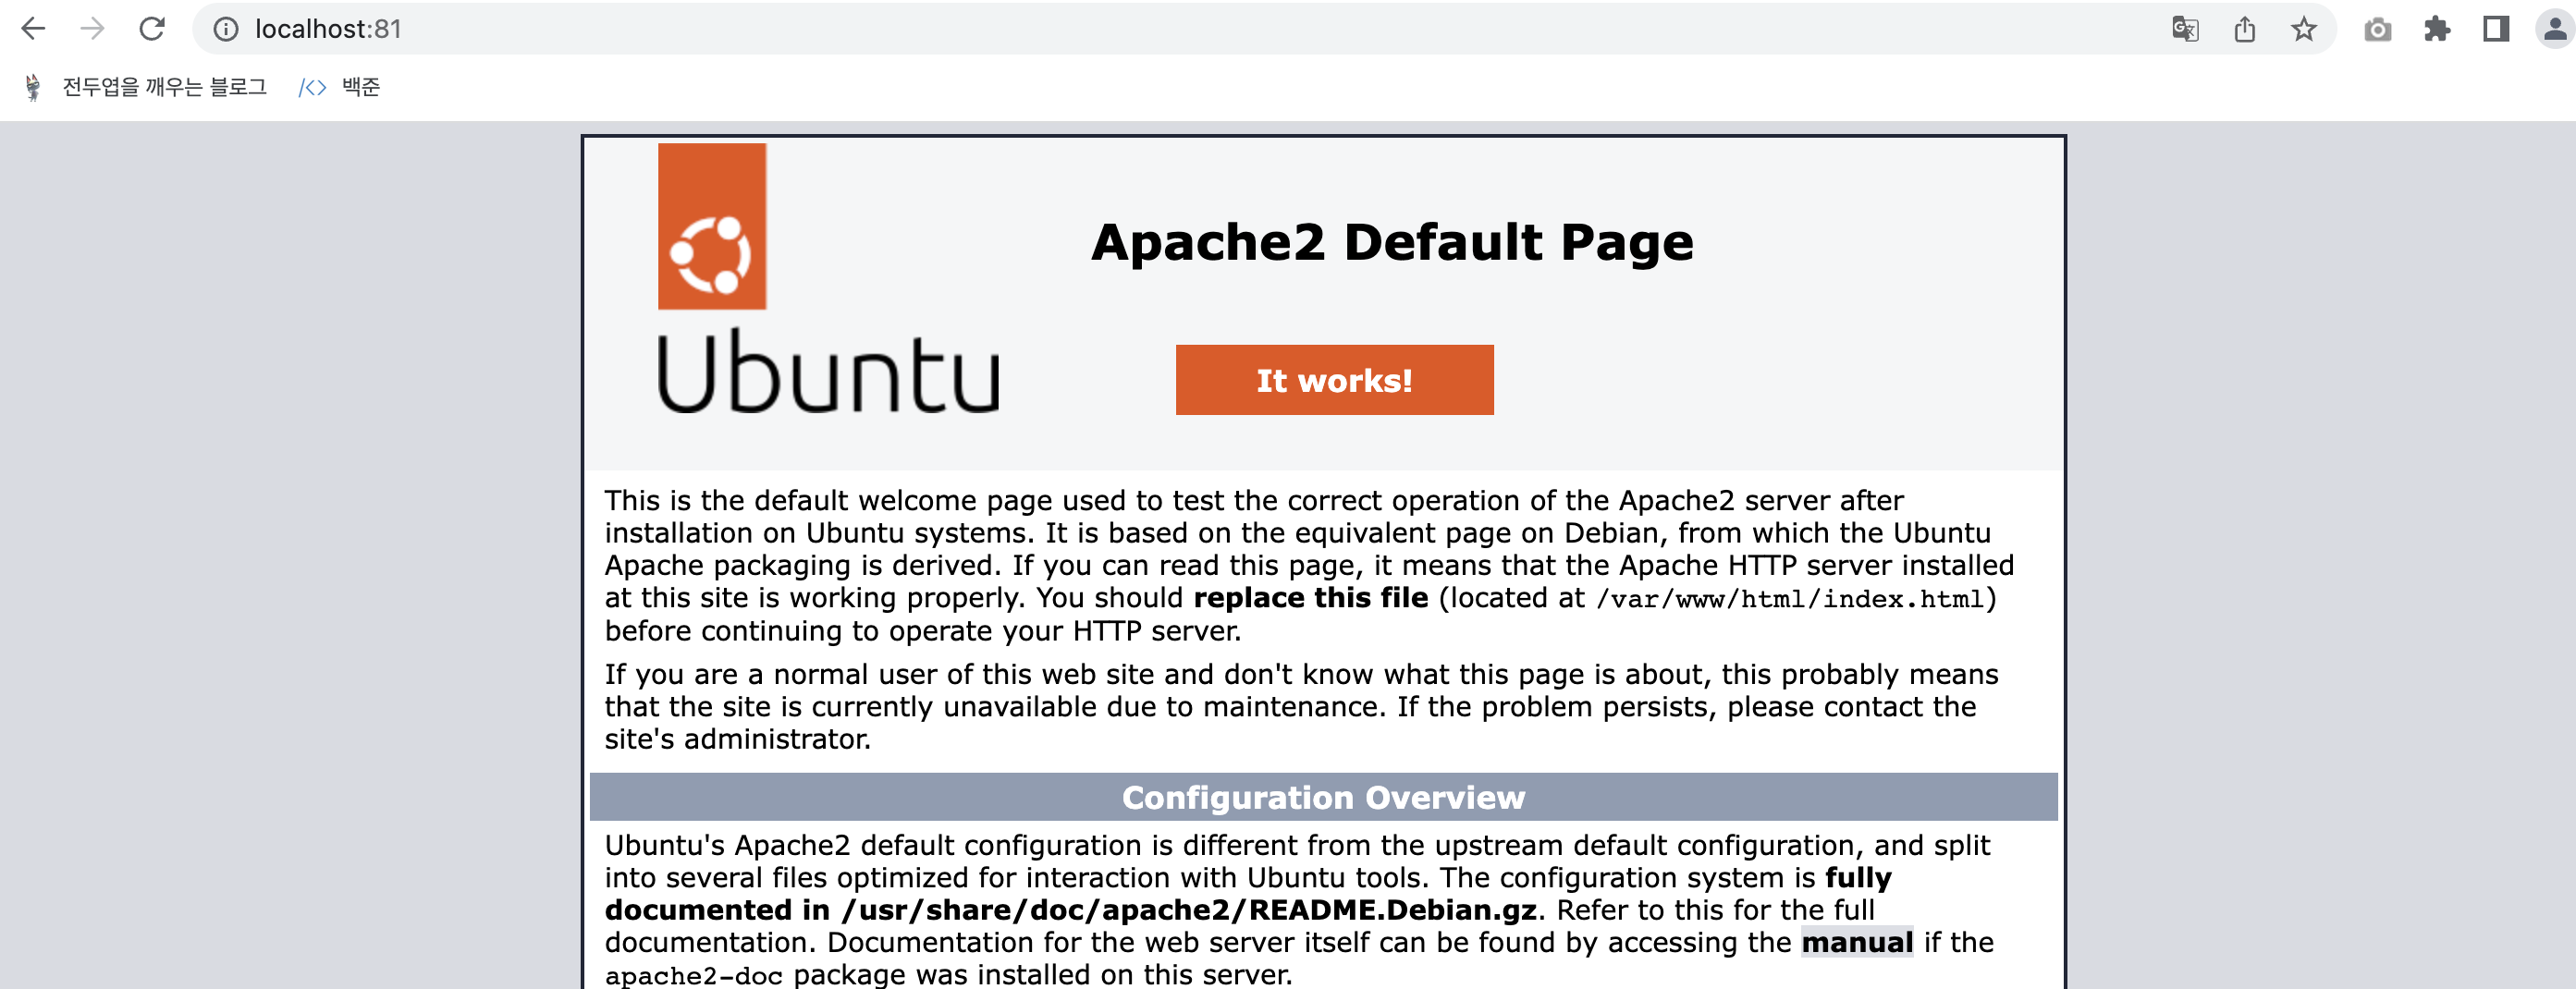 localhost:81
전두엽을 깨우는 블로그 /<> 백준
Apache2 Default Page
Ubuntu
It works!
This is the default welcome page used to test the correct operation of the Apache2 server after
installation on Ubuntu systems. It is based on the equivalent page on Debian, from which the Ubuntu
Apache packaging is derived. If you can read this page, it means that the Apache HTTP server installed
at this site is working properly. You should replace this file (located at /var/www/html/index.html)
before continuing to operate your HTTP server.
If you are a normal user of this web site and don't know what this page is about, this probably means
that the site is currently unavailable due to maintenance. If the problem persists, please contact the
site's administrator.
Configuration Overview
Ubuntu's Apache2 default configuration is different from the upstream default configuration, and split
into several files optimized for interaction with Ubuntu tools. The configuration system is fully
documented in /usr/share/doc/apache2/README.Debian.gz. Refer to this for the full
documentation. Documentation for the web server itself can be found by accessing the manual if the
apache2-doc package was installed on this server.